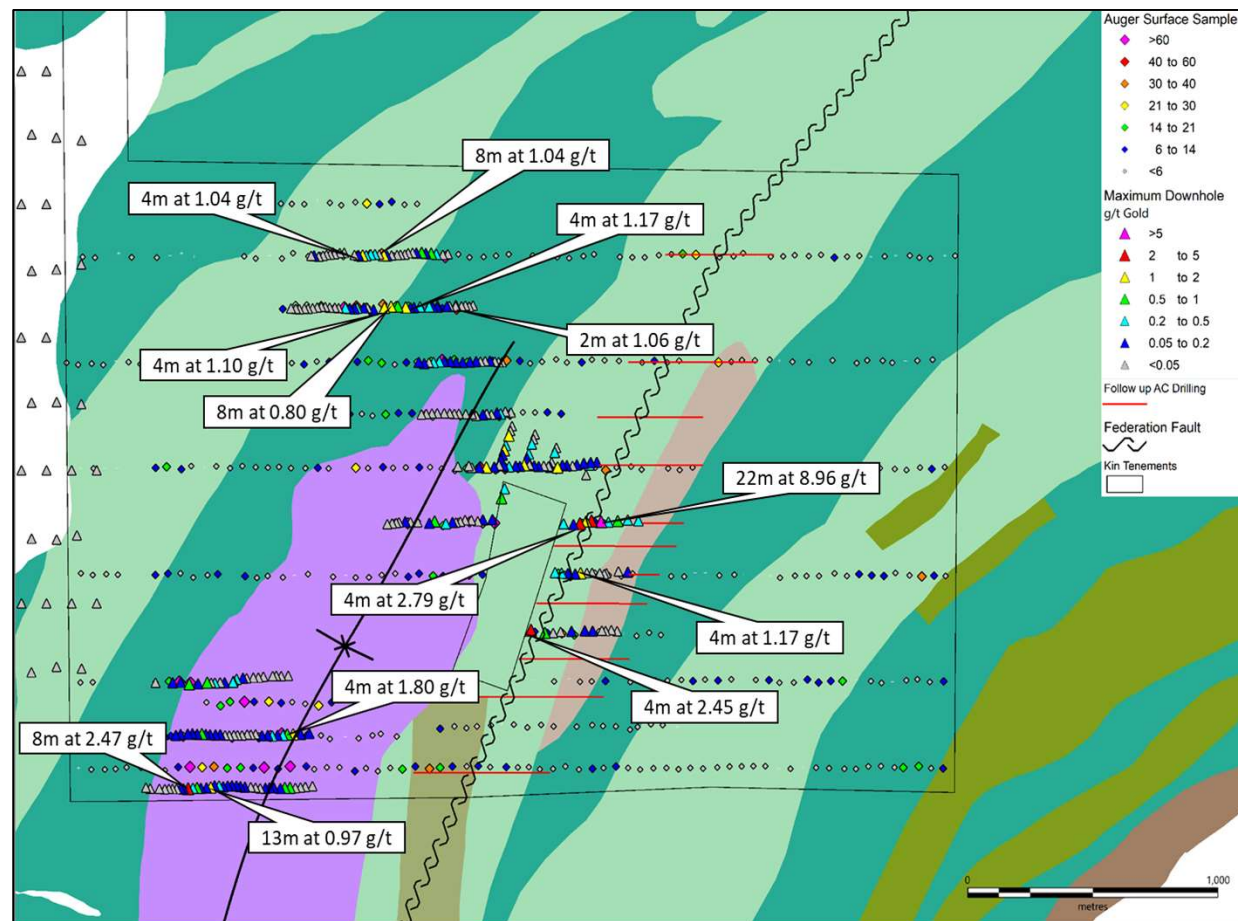 Auger Surface Sample
>60
40 to 60
30 to 40
21 to 30
14 to 21
6 to 14
<6
Maximum Downhole
g/t Gold
>5
2 to 5
1 to 2
0.5 to 1
0.2 to 0.5
0.05 to 0.2
<0.05
Follow up AC Drilling
Federation Fault
Kin Tenements
8m at 1.04 g/t
4m at 1.04 g/t
4m at 1.17 g/t
2m at 1.06 g/t
4m at 1.10 g/t
8m at 0.80 g/t
22m at 8.96 g/t
4m at 2.79 g/t
4m at 1.17 g/t
4m at 1.80 g/t
4m at 2.45 g/t
8m at 2.47 g/t
13m at 0.97 g/t
0 1,000
metres